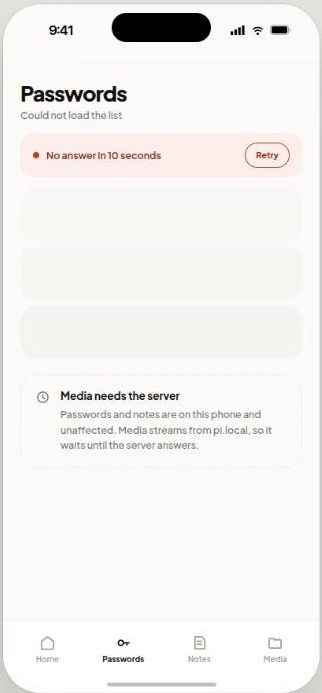 9:41
Passwords
Could not load the list
No answer in 10 seconds
Retry
Media needs the server
Passwords and notes are on this phone and
unaffected. Media streams from pi.local, so it
waits until the server answers.
Home
Passwords
Notes
Media